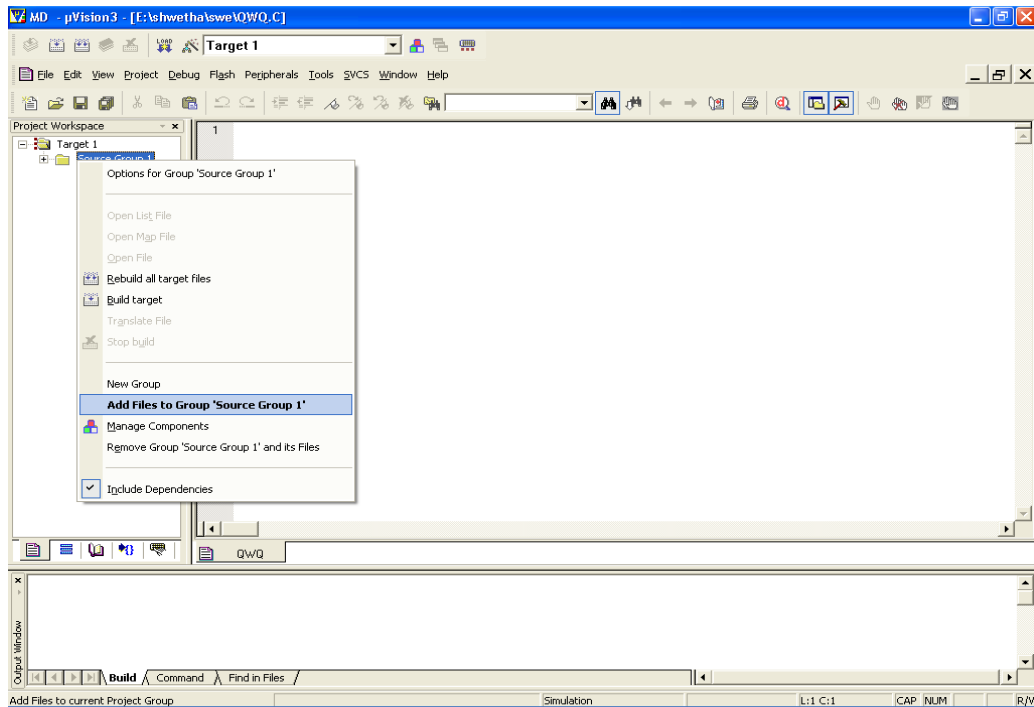 MD - µVision3 - [E:\shwetha\swe\QWQ.C]
LOAD Target 1
File Edit View Project Debug Flash Peripherals Tools SVCS Window Help
Project Workspace
Target 1
Source Group 1
1
Options for Group 'Source Group 1'
Open List File
Open Map File
Open File
Rebuild all target files
Build target
Translate File
Stop build
New Group
Add Files to Group 'Source Group 1'
Manage Components
Remove Group 'Source Group 1' and its Files
Include Dependencies
QWQ
Output Window
Build Command Find in Files
Add Files to current Project Group Simulation L:1 C:1 CAP NUM R/W